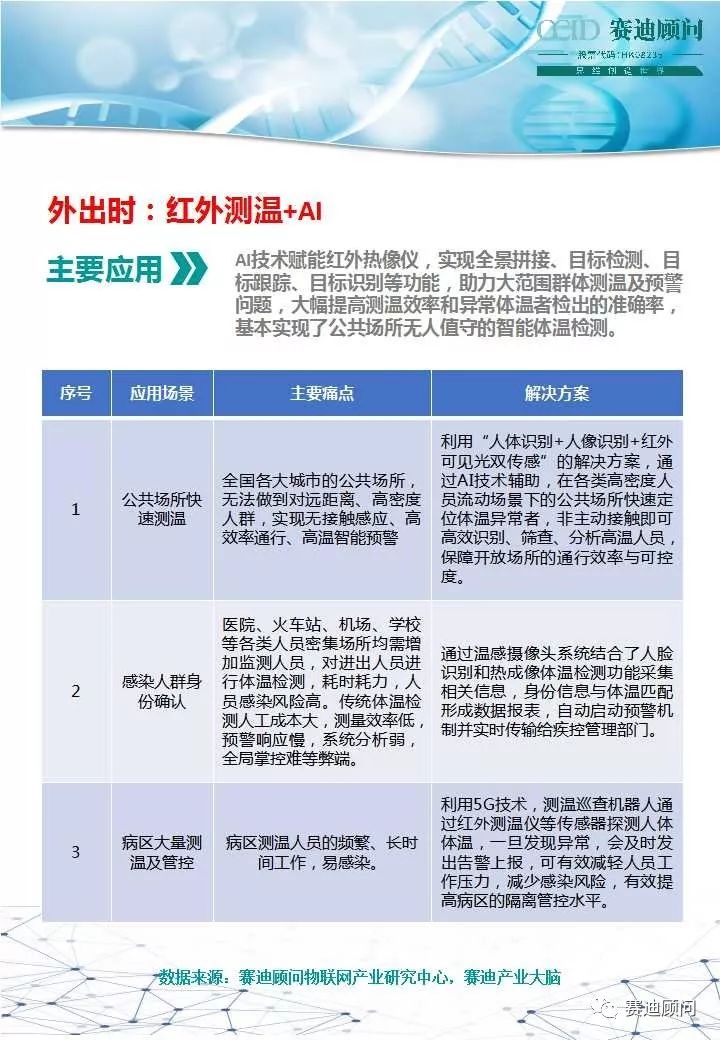 CCID 赛迪顾问
股票代码:HK08235
思维创造世界
外出时：红外测温+AI
主要应用
AI技术赋能红外热像仪，实现全景拼接、目标检测、目
标跟踪、目标识别等功能，助力大范围群体测温及预警
问题，大幅提高测温效率和异常体温者检出的准确率，
基本实现了公共场所无人值守的智能体温检测。
序号 应用场景 主要痛点 解决方案
1
公共场所快
速测温
全国各大城市的公共场所，
无法做到对远距离、高密度
人群，实现无接触感应、高
效率通行、高温智能预警
利用“人体识别+人像识别+红外
可见光双传感”的解决方案，通
过AI技术辅助，在各类高密度人
员流动场景下的公共场所快速定
位体温异常者，非主动接触即可
高效识别、筛查、分析高温人员，
保障开放场所的通行效率与可控
度。
2
感染人群身
份确认
医院、火车站、机场、学校
等各类人员密集场所均需增
加监测人员，对进出人员进
行体温检测，耗时耗力，人
员感染风险高。传统体温检
测人工成本大，测量效率低，
预警响应慢，系统分析弱，
全局掌控难等弊端。
通过温感摄像头系统结合了人脸
识别和热成像体温检测功能采集
相关信息，身份信息与体温匹配
形成数据报表，自动启动预警机
制并实时传输给疾控管理部门。
3
病区大量测
温及管控
病区测温人员的频繁、长时
间工作，易感染。
利用5G技术，测温巡查机器人通
过红外测温仪等传感器探测人体
体温，一旦发现异常，会及时发
出告警上报，可有效减轻人员工
作压力，减少感染风险，有效提
高病区的隔离管控水平。
数据来源：赛迪顾问物联网产业研究中心，赛迪产业大脑
赛迪顾问